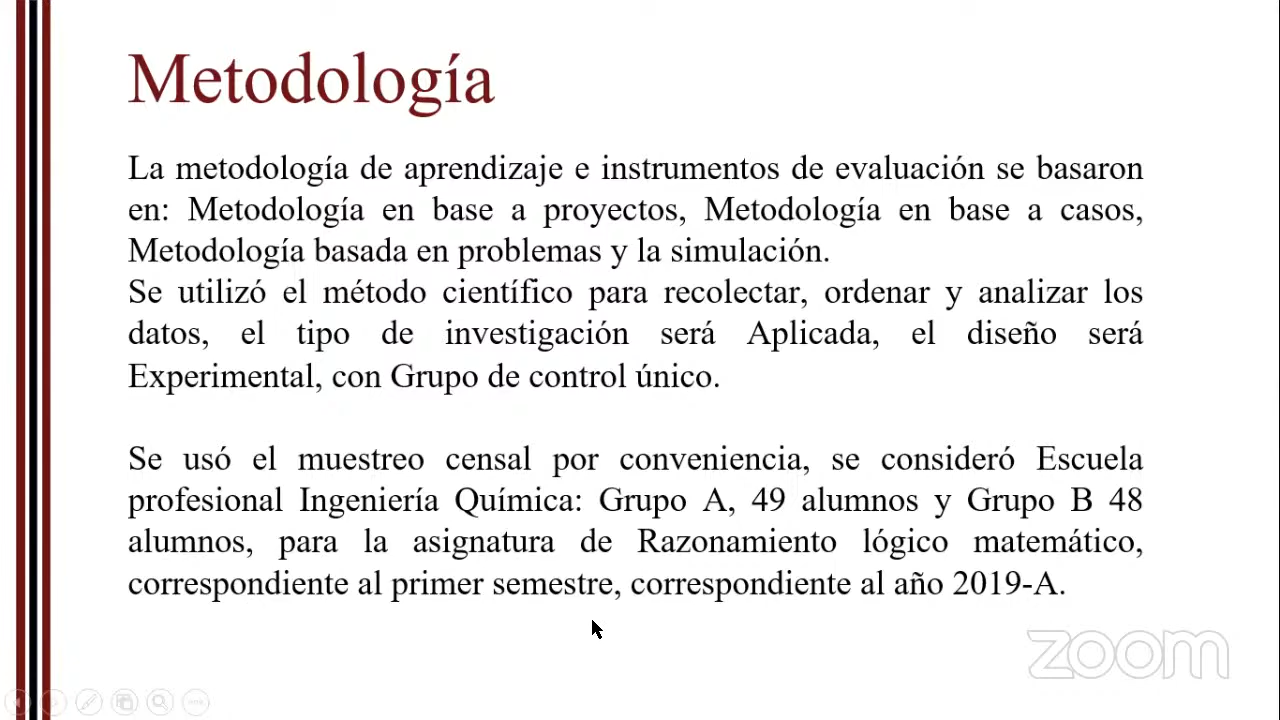 Metodología
La metodología de aprendizaje e instrumentos de evaluación se basaron
en: Metodología en base a proyectos, Metodología en base a casos,
Metodología basada en problemas y la simulación.
Se utilizó el método científico para recolectar, ordenar y analizar los
datos, el tipo de investigación será Aplicada, el diseño será
Experimental, con Grupo de control único.
Se usó el muestreo censal por conveniencia, se consideró Escuela
profesional Ingeniería Química: Grupo A, 49 alumnos y Grupo B 48
alumnos, para la asignatura de Razonamiento lógico matemático,
correspondiente al primer semestre, correspondiente al año 2019-A.
zoom